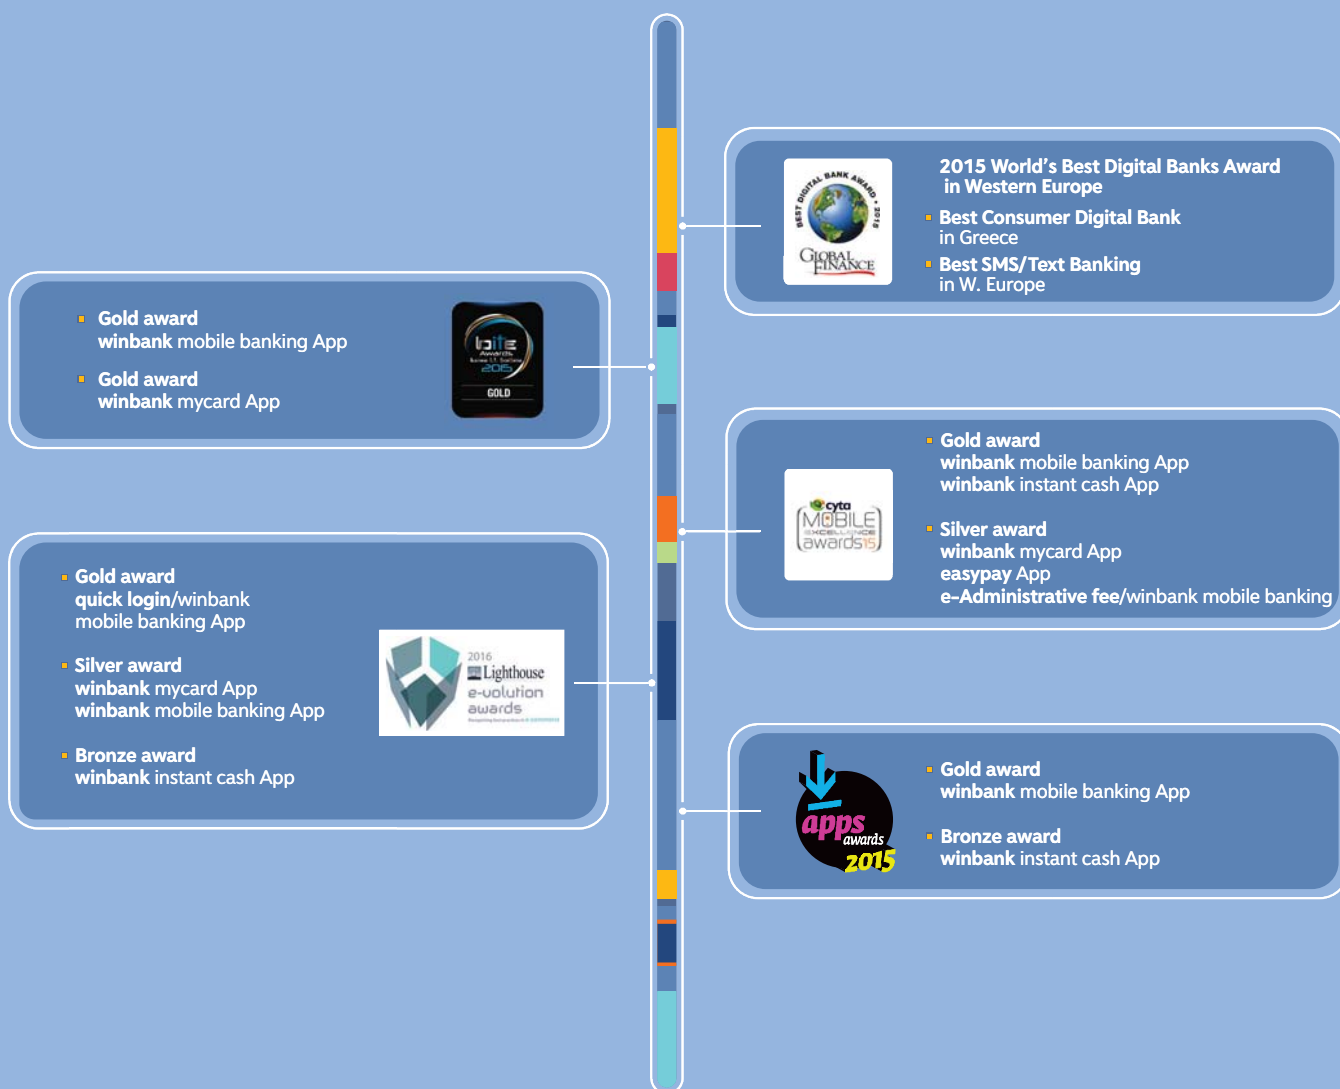 BEST DIGITAL BANK AWARD • 2015
GLOBAL
FINANCE
2015 World's Best Digital Banks Award
in Western Europe
Best Consumer Digital Bank
in Greece
Best SMS/Text Banking
in W. Europe
Gold award
winbank mobile banking App
Gold award
winbank mycard App
bite
Awards
2015
GOLD
cyta
MOBILE
EXCELLENCE
awards15
Gold award
winbank mobile banking App
winbank instant cash App
Silver award
winbank mycard App
easypay App
e-Administrative fee/winbank mobile banking
Gold award
quick login/winbank
mobile banking App
Silver award
winbank mycard App
winbank mobile banking App
Bronze award
winbank instant cash App
2016
Lighthouse
e-volution
awards
apps
awards
2015
Gold award
winbank mobile banking App
Bronze award
winbank instant cash App